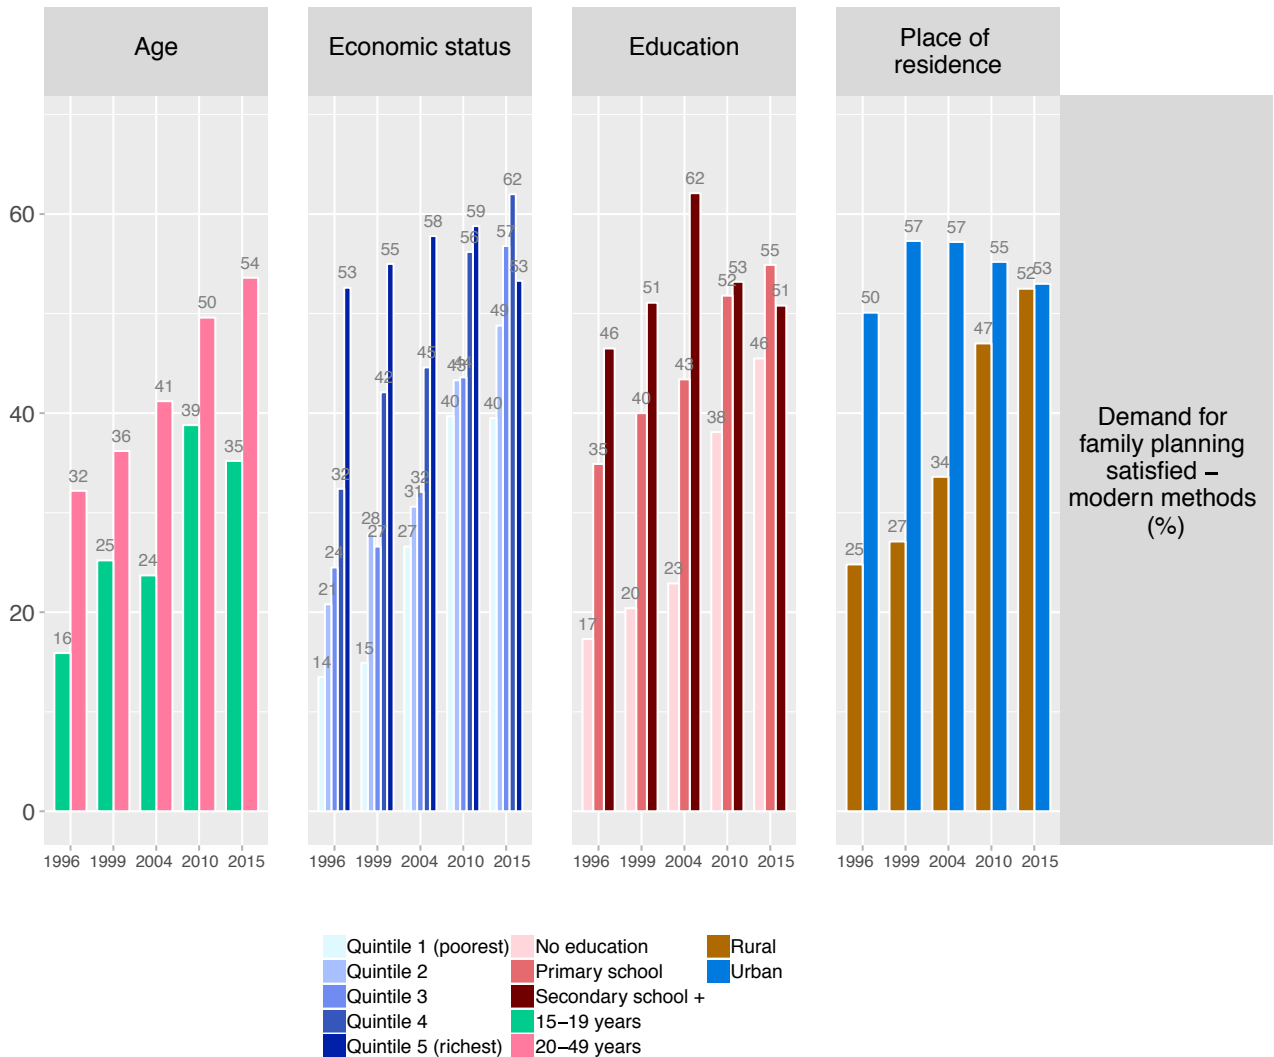 Age
Economic status
Education
Place of
residence
60
40
20
0
16
32
25
36
24
41
39
50
35
54
14
21
24
32
53
15
28
27
42
55
27
31
32
45
58
40
43
44
56
59
40
49
57
62
53
17
35
46
20
40
51
23
43
62
38
52
53
46
55
51
25
50
27
57
34
57
47
55
52
53
1996 1999 2004 2010 2015
1996 1999 2004 2010 2015
1996 1999 2004 2010 2015
1996 1999 2004 2010 2015
Demand for
family planning
satisfied –
modern methods
(%)
Quintile 1 (poorest)
Quintile 2
Quintile 3
Quintile 4
Quintile 5 (richest)
No education
Primary school
Secondary school +
15–19 years
20–49 years
Rural
Urban